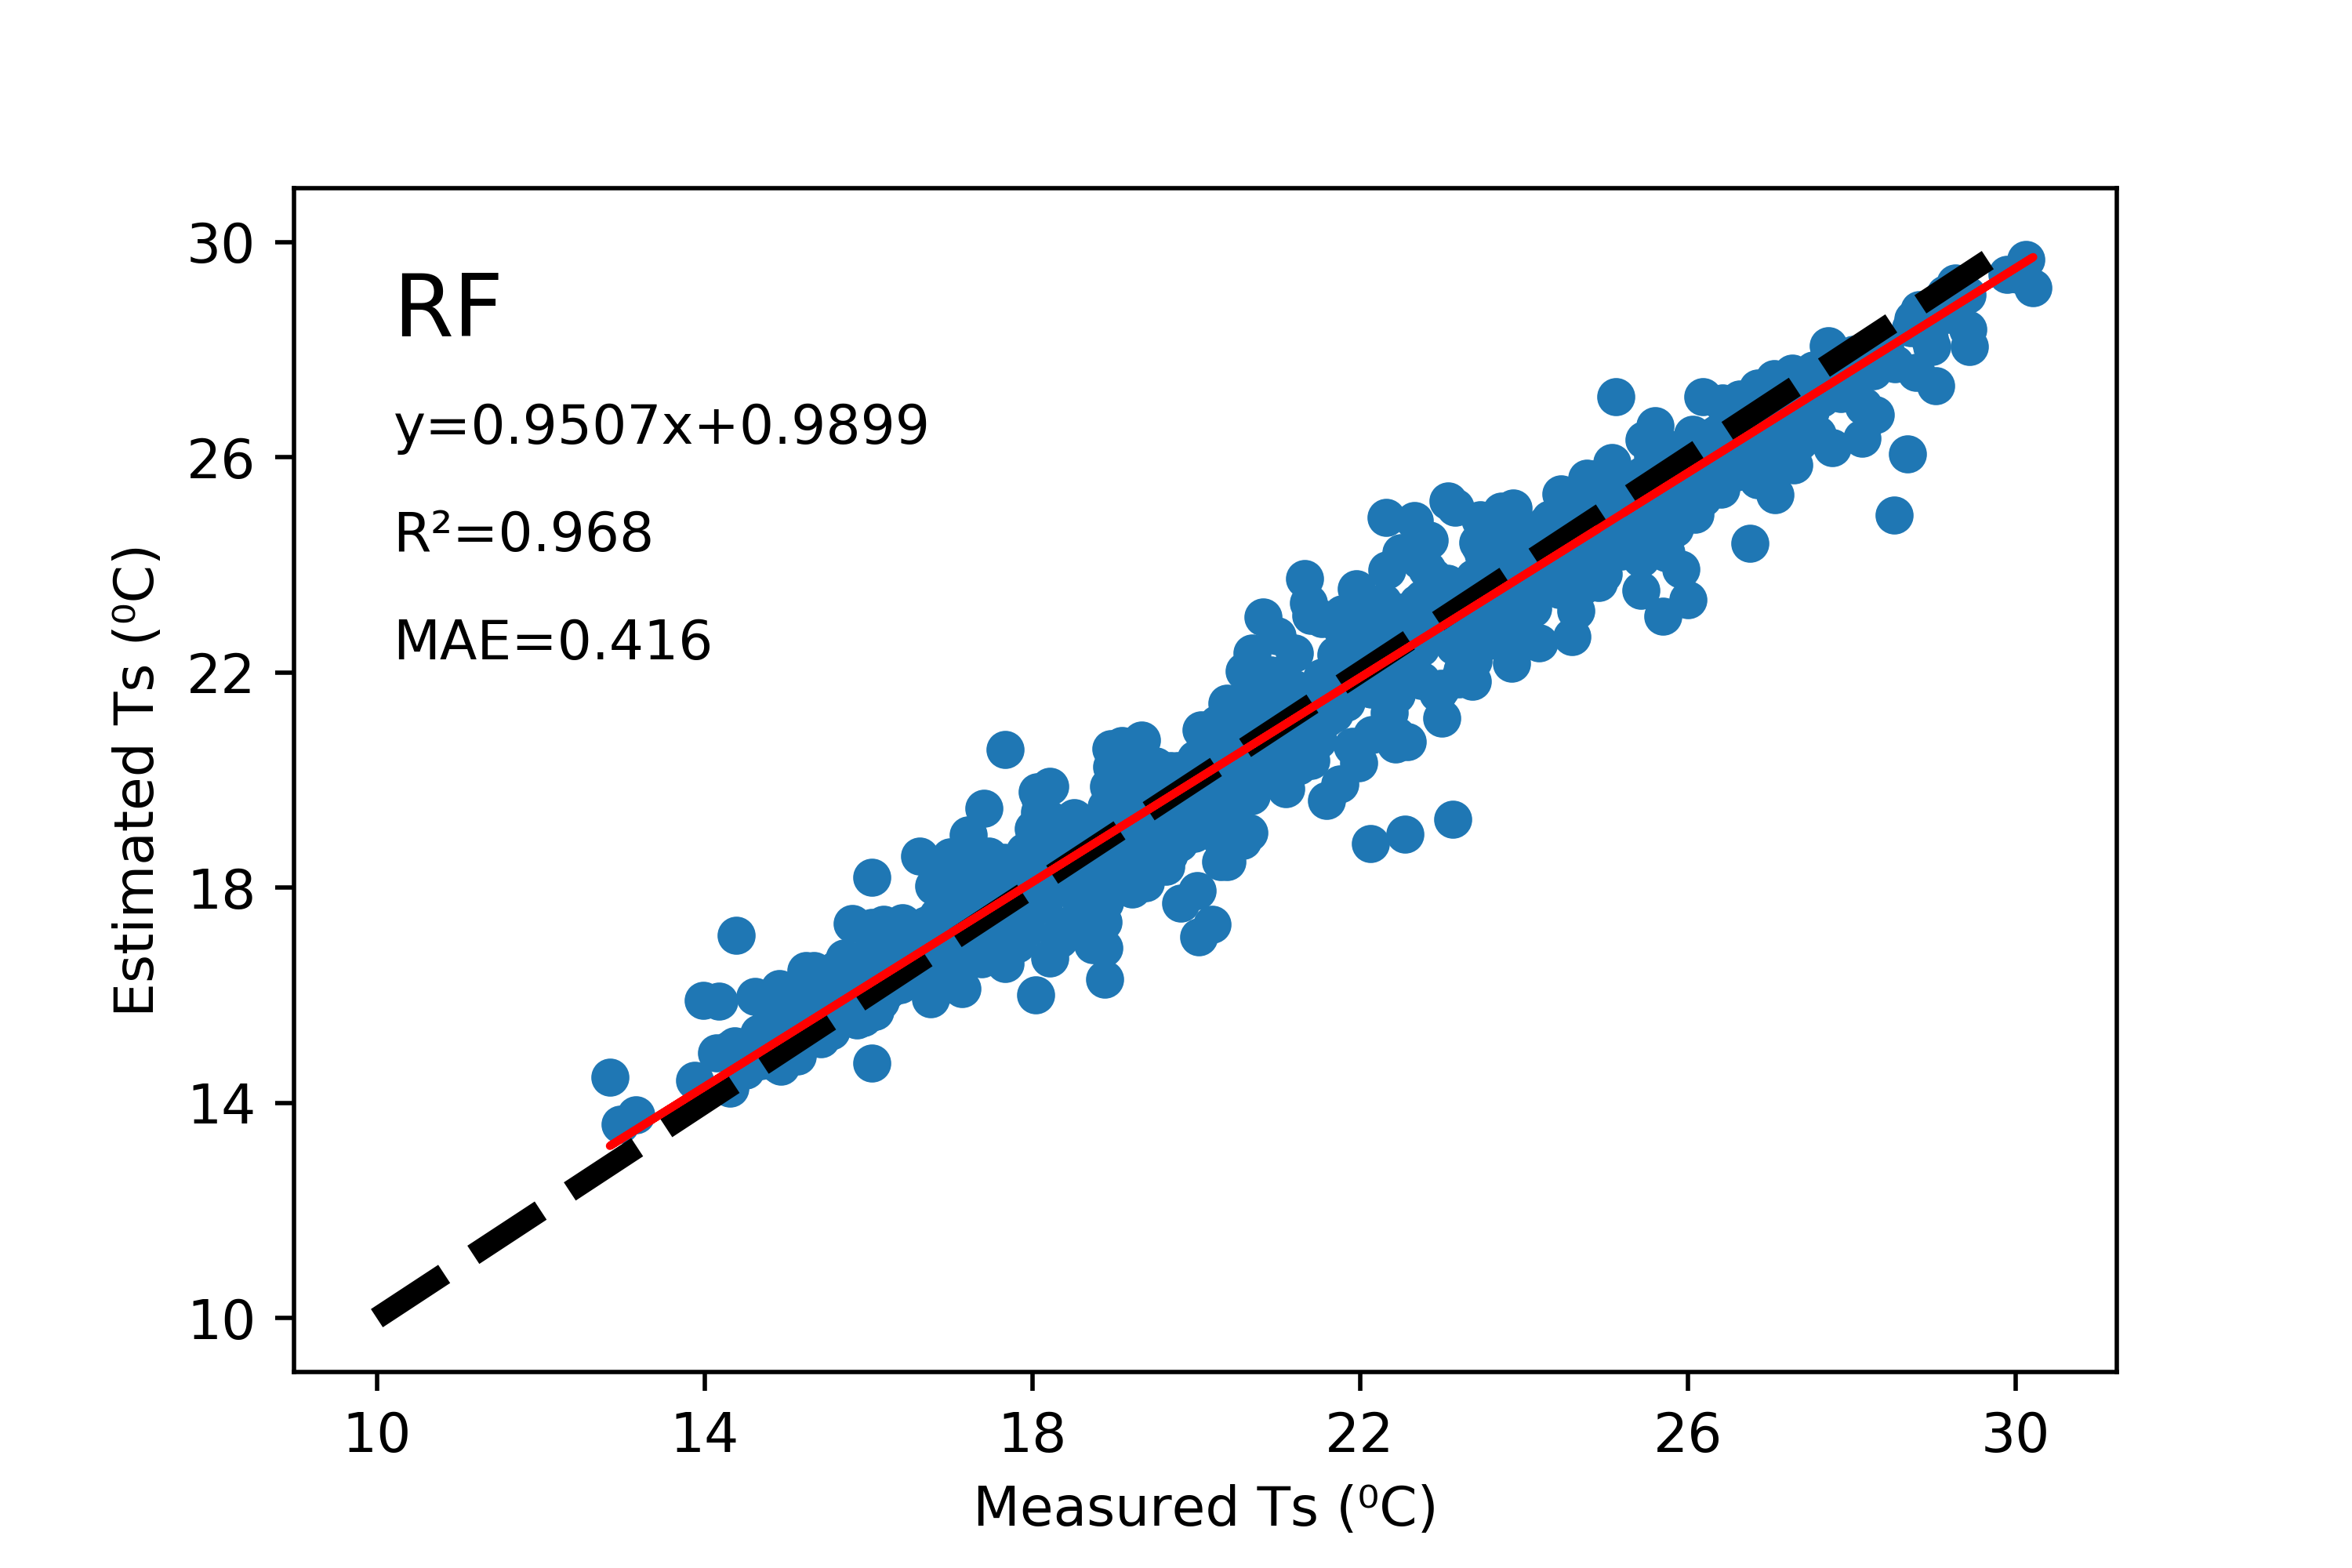 RF
y=0.9507x+0.9899
R²=0.968
MAE=0.416
30
26
22
18
14
10
Estimated Ts (⁰C)
10 14 18 22 26 30
Measured Ts (⁰C)